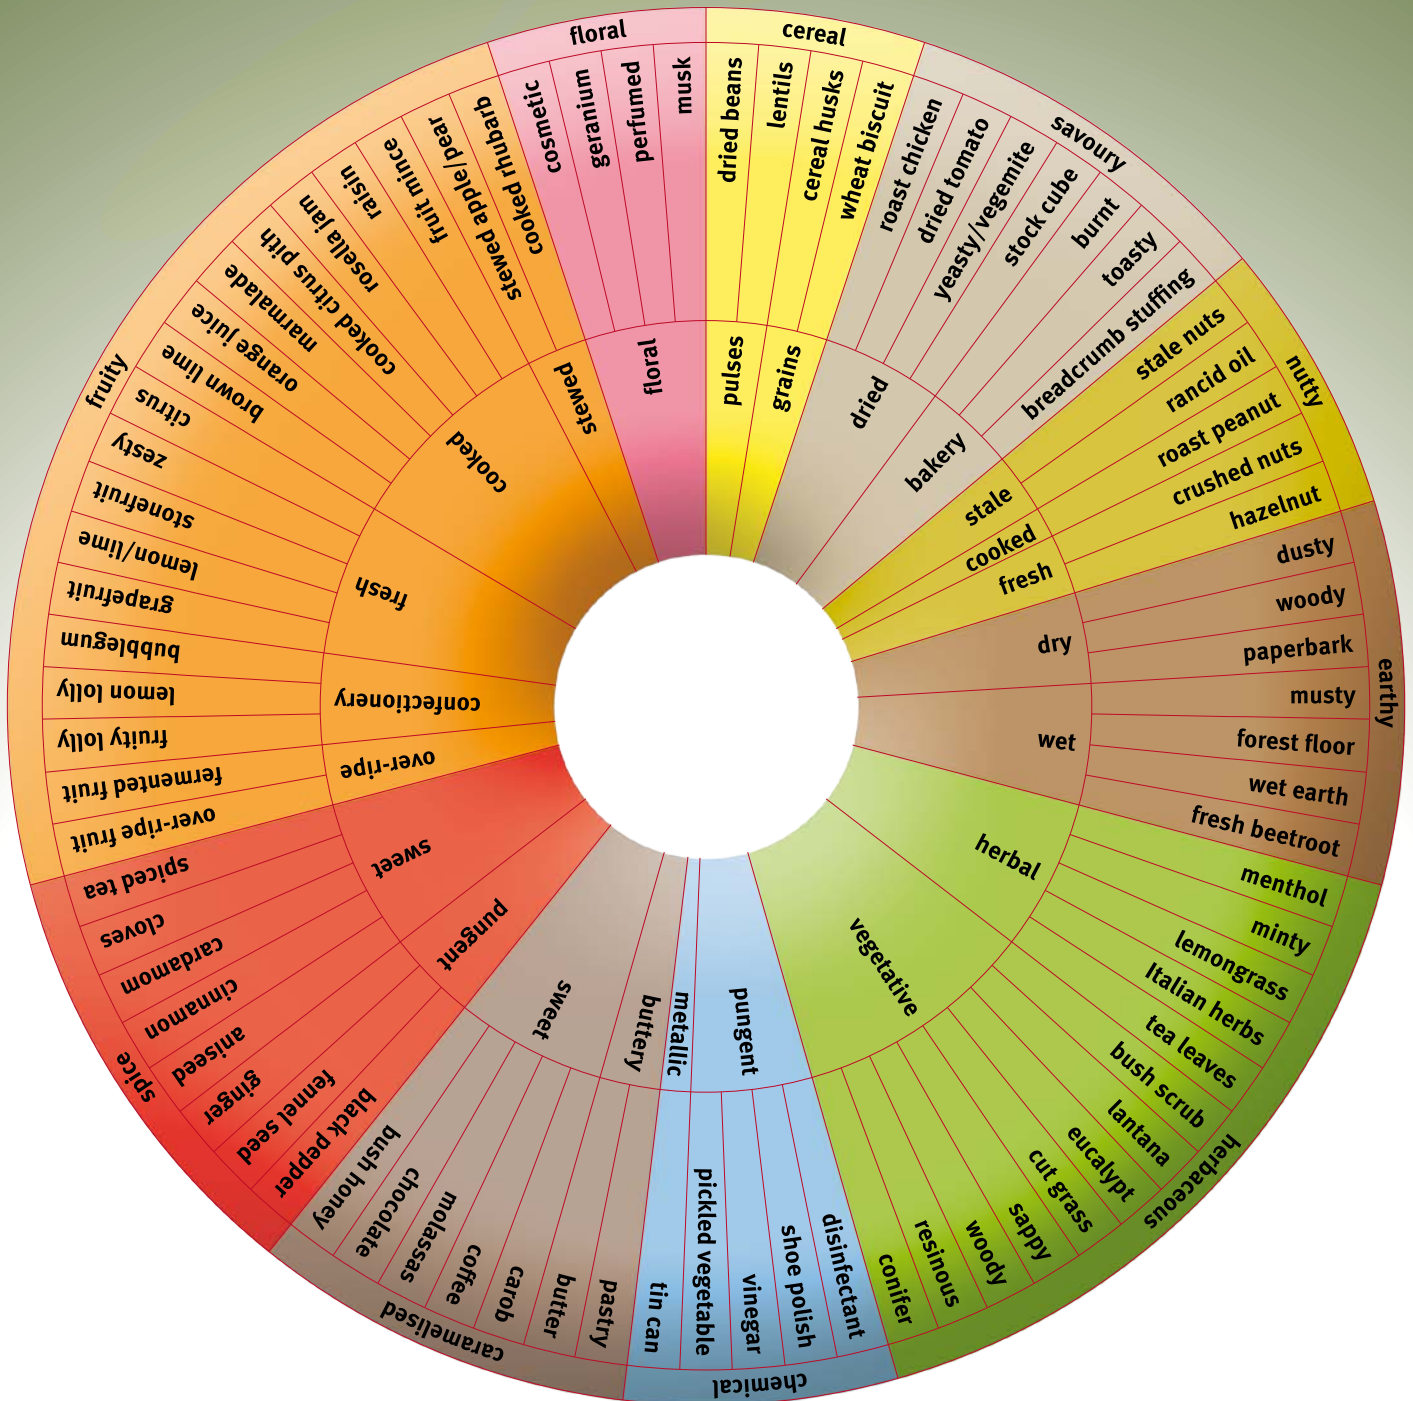 cereal
pulses
dried beans
lentils
grains
cereal husks
wheat biscuit
savoury
dried
roast chicken
dried tomato
yeasty/vegemite
stock cube
bakery
burnt
toasty
breadcrumb stuffing
nutty
stale
stale nuts
rancid oil
cooked
roast peanut
fresh
crushed nuts
hazelnut
earthy
dry
dusty
woody
paperbark
wet
musty
forest floor
wet earth
fresh beetroot
herbaceous
herbal
menthol
minty
lemongrass
Italian herbs
tea leaves
vegetative
bush scrub
lantana
eucalypt
cut grass
sappy
woody
resinous
conifer
chemical
pungent
disinfectant
shoe polish
vinegar
pickled vegetable
metallic
tin can
caramelised
buttery
pastry
butter
sweet
carob
coffee
molassas
chocolate
bush honey
spice
pungent
black pepper
fennel seed
ginger
sweet
aniseed
cinnamon
cardamom
cloves
spiced tea
fruity
over-ripe
over-ripe fruit
fermented fruit
confectionery
fruity lolly
lemon lolly
bubblegum
fresh
grapefruit
lemon/lime
stonefruit
zesty
citrus
cooked
brown lime
orange juice
marmalade
cooked citrus pith
rosella jam
raisin
fruit mince
stewed
stewed apple/pear
cooked rhubarb
floral
floral
cosmetic
geranium
perfumed
musk